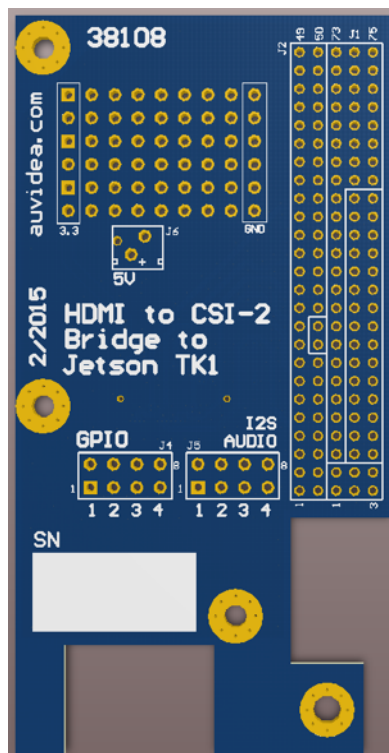 38108
J2 49 50 73 J1 75
auvidea.com
3.3
GND
J6
+
5V
2/2015
HDMI to CSI-2
Bridge to
Jetson TK1
I2S
GPIO J4 J5 AUDIO
8 8
1 1
1 2 3 4 1 2 3 4
1 1 3
SN